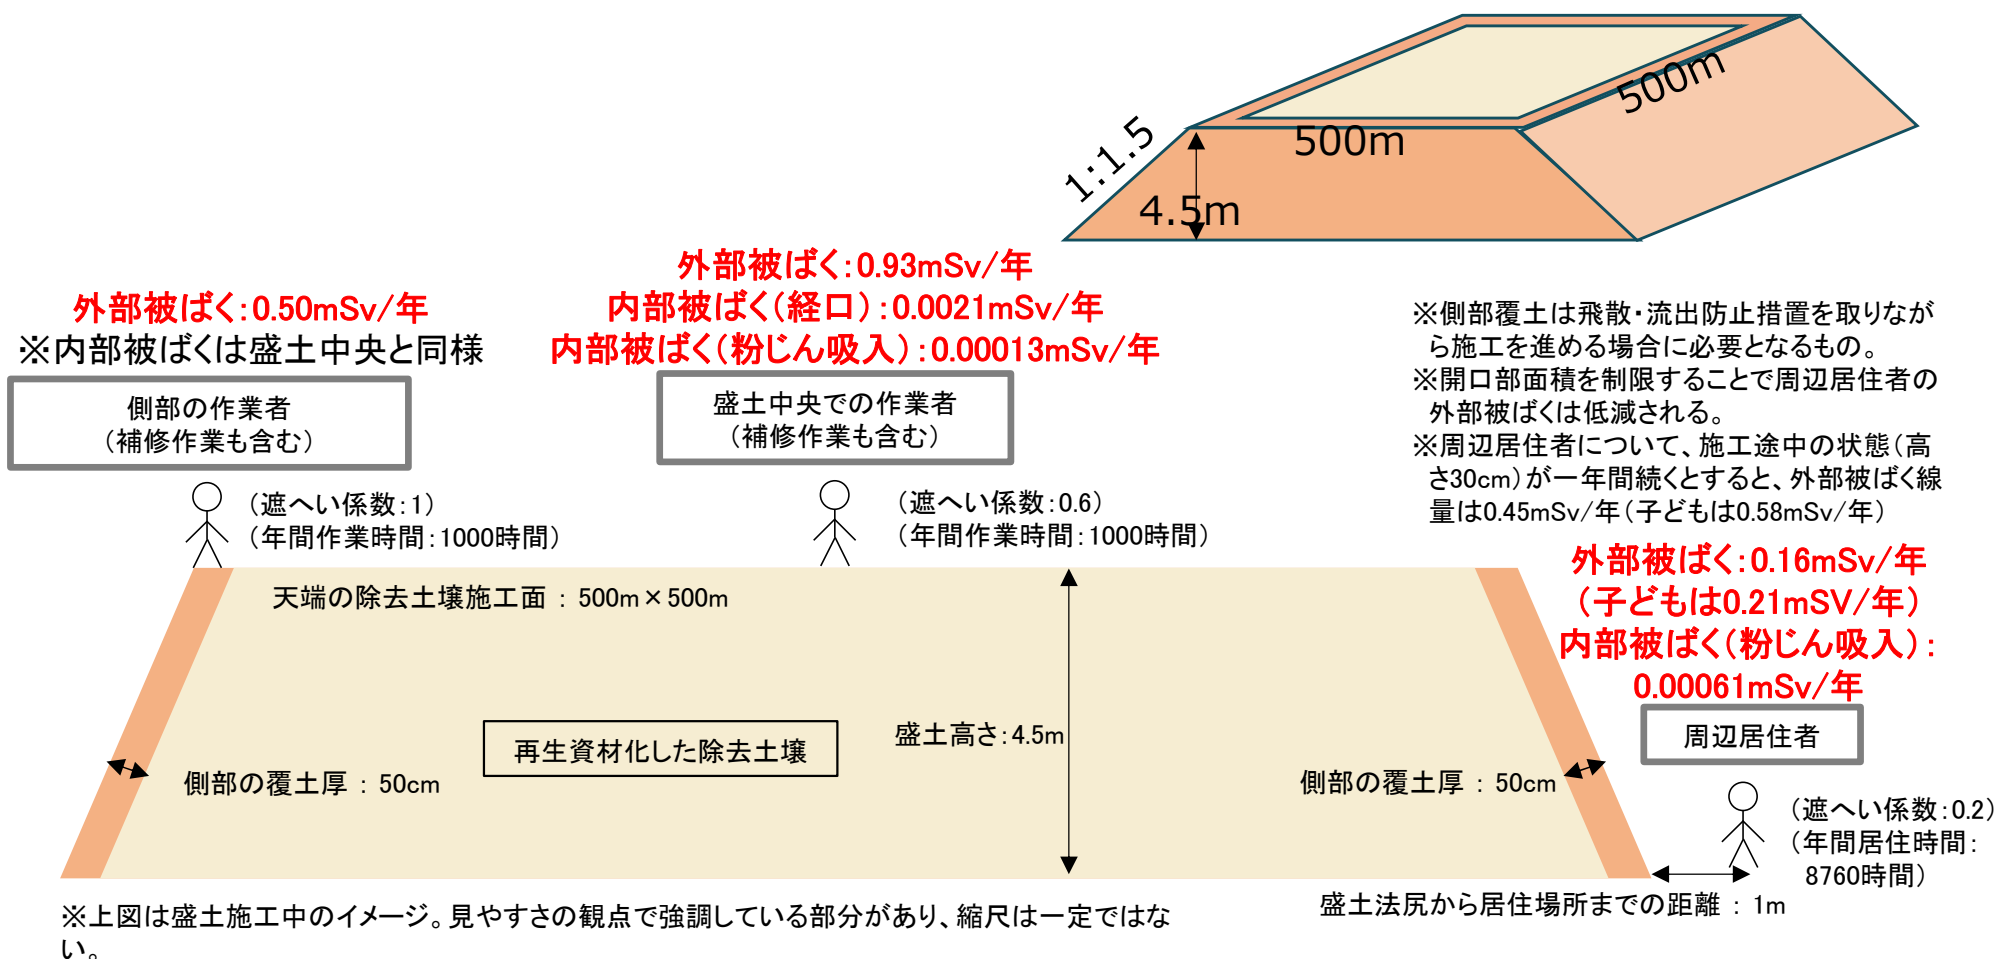 500m
500m
1:1.5
4.5m
外部被ばく:0.50mSv/年
※内部被ばくは盛土中央と同様
側部の作業者
（補修作業も含む）
（遮へい係数:1）
（年間作業時間:1000時間）
外部被ばく:0.93mSv/年
内部被ばく（経口）:0.0021mSv/年
内部被ばく（粉じん吸入）:0.00013mSv/年
盛土中央での作業者
（補修作業も含む）
（遮へい係数:0.6）
（年間作業時間:1000時間）
※側部覆土は飛散・流出防止措置を取りなが
ら施工を進める場合に必要となるもの。
※開口部面積を制限することで周辺居住者の
外部被ばくは低減される。
※周辺居住者について、施工途中の状態（高
さ30cm）が一年間続くとすると、外部被ばく線
量は0.45mSv/年（子どもは0.58mSv/年）
外部被ばく:0.16mSv/年
（子どもは0.21mSV/年）
内部被ばく（粉じん吸入）:
0.00061mSv/年
周辺居住者
（遮へい係数:0.2）
（年間居住時間:
8760時間）
天端の除去土壌施工面 : 500m×500m
再生資材化した除去土壌
盛土高さ:4.5m
側部の覆土厚 : 50cm
側部の覆土厚 : 50cm
盛土法尻から居住場所までの距離 : 1m
※上図は盛土施工中のイメージ。見やすさの観点で強調している部分があり、縮尺は一定ではな
い。